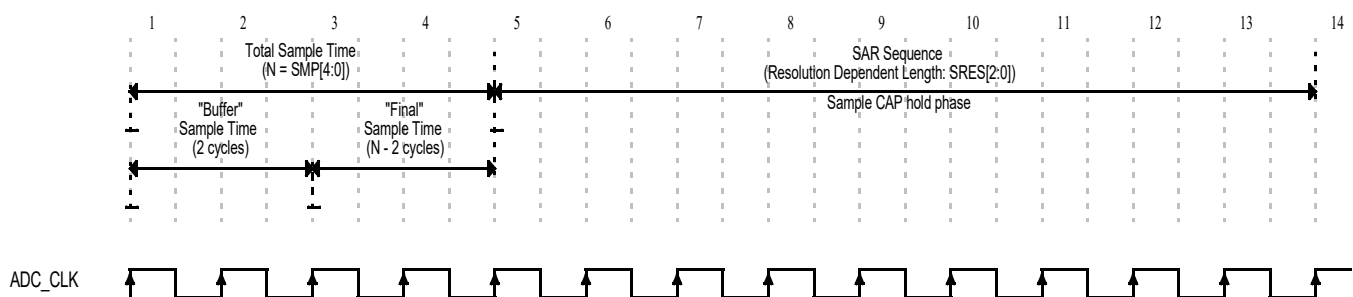 1 2 3 4 5 6 7 8 9 10 11 12 13 14
Total Sample Time
(N = SMP[4:0])
SAR Sequence
(Resolution Dependent Length: SRES[2:0])
Sample CAP hold phase
"Buffer"
Sample Time
(2 cycles)
"Final"
Sample Time
(N - 2 cycles)
ADC_CLK